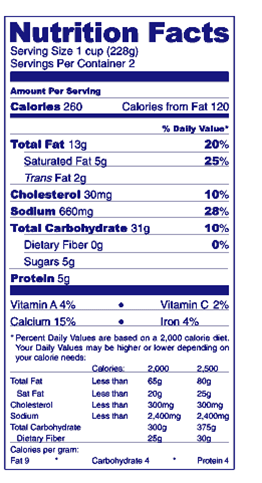 Nutrition Facts
Serving Size 1 cup (228g)
Servings Per Container 2
Amount Per Serving
Calories 260 Calories from Fat 120
% Daily Value*
Total Fat 13g 20%
Saturated Fat 5g 25%
Trans Fat 2g
Cholesterol 30mg 10%
Sodium 660mg 28%
Total Carbohydrate 31g 10%
Dietary Fiber 0g 0%
Sugars 5g
Protein 5g
Vitamin A 4% • Vitamin C 2%
Calcium 15% • Iron 4%
* Percent Daily Values are based on a 2,000 calorie diet.
Your Daily Values may be higher or lower depending on
your calorie needs:
Calories: 2,000 2,500
Total Fat Less than 65g 80g
Sat Fat Less than 20g 25g
Cholesterol Less than 300mg 300mg
Sodium Less than 2,400mg 2,400mg
Total Carbohydrate 300g 375g
Dietary Fiber 25g 30g
Calories per gram:
Fat 9 * Carbohydrate 4 * Protein 4